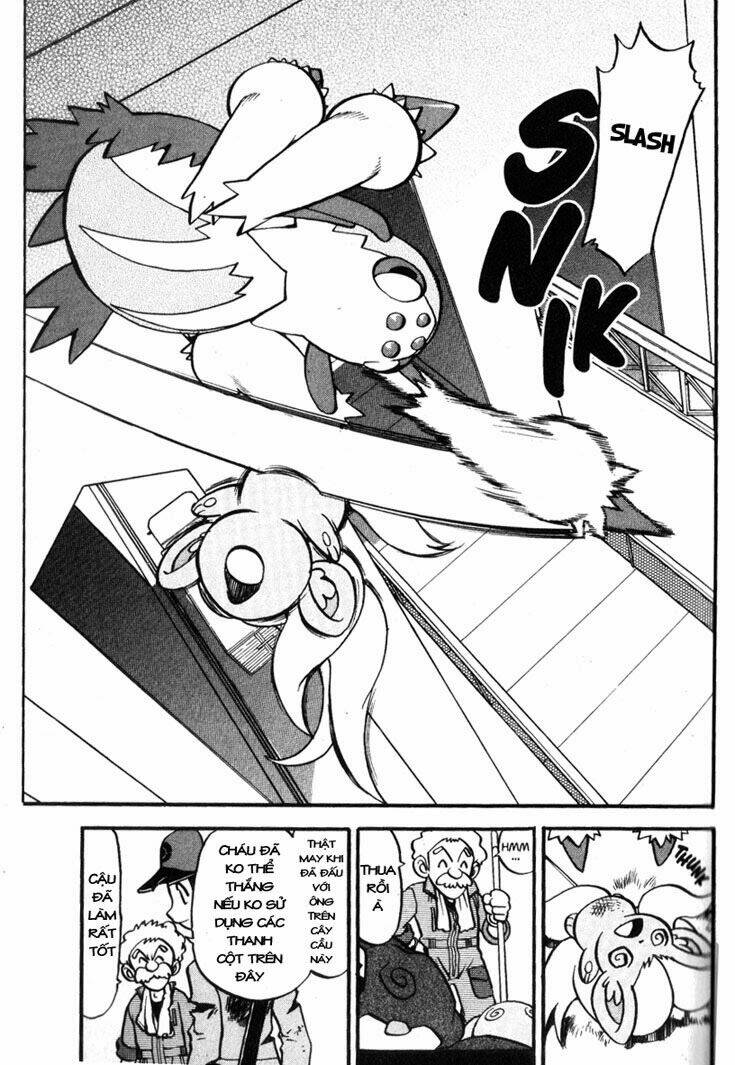 SLASH
SNIK
THUNK
HMM
...
THUA
RỒI
À
THẬT
MAY KHI
ĐÃ ĐẤU
VỚI
ÔNG
TRÊN
CÂY
CẦU
NÀY
CHÁU ĐÃ
KO THỂ
THẮNG
NẾU KO SỬ
DỤNG CÁC
THANH
CỘT TRÊN
ĐÂY
CẬU ĐÃ
LÀM
RẤT
TỐT